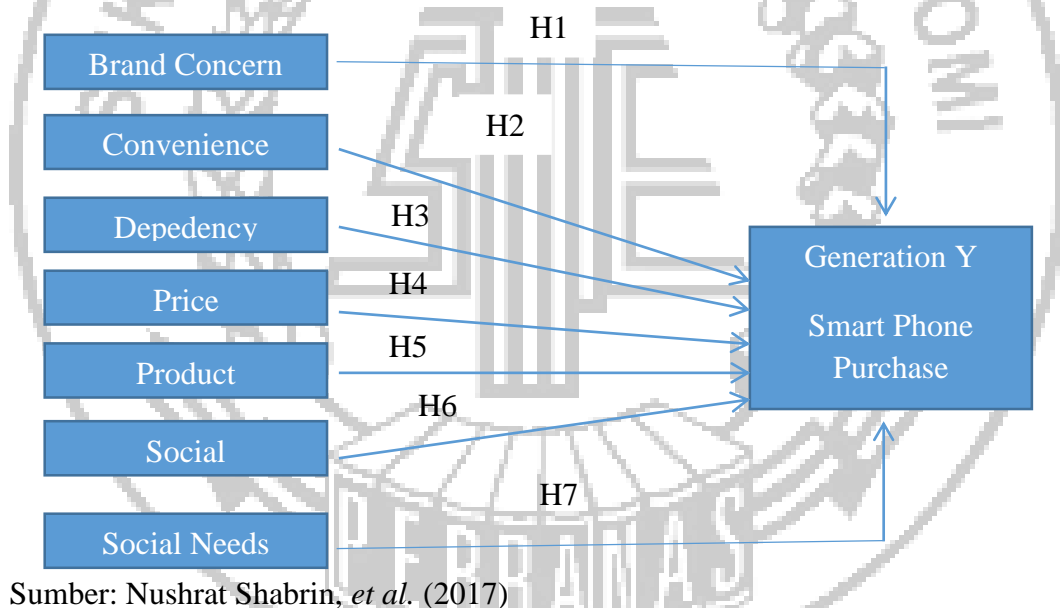 H1
Brand Concern
H2
Convenience
H3
Depedency
H4
Price
H5
Product
H6
Social
H7
Social Needs
Generation Y
Smart Phone
Purchase
Sumber: Nushrat Shabrin, et al. (2017)